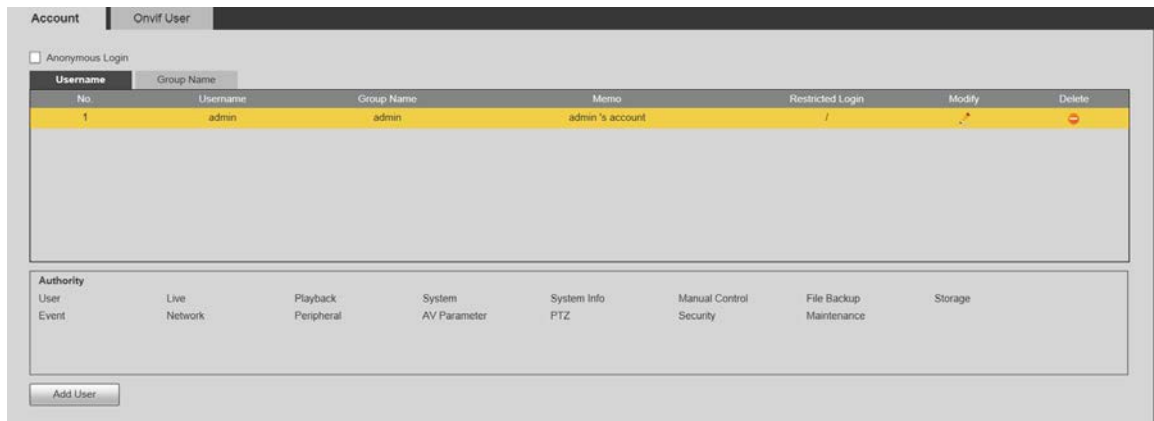 Account Onvif User
Anonymous Login
Username Group Name
No. Username Group Name Memo Restricted Login Modify Delete
1 admin admin admin 's account /
Authority
User Live Playback System System Info Manual Control File Backup Storage
Event Network Peripheral AV Parameter PTZ Security Maintenance
Add User